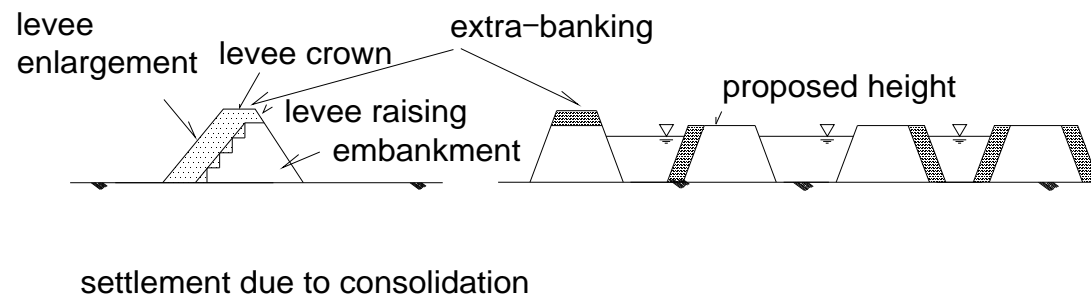 levee
enlargement
levee crown
extra−banking
levee raising
embankment
proposed height
settlement due to consolidation